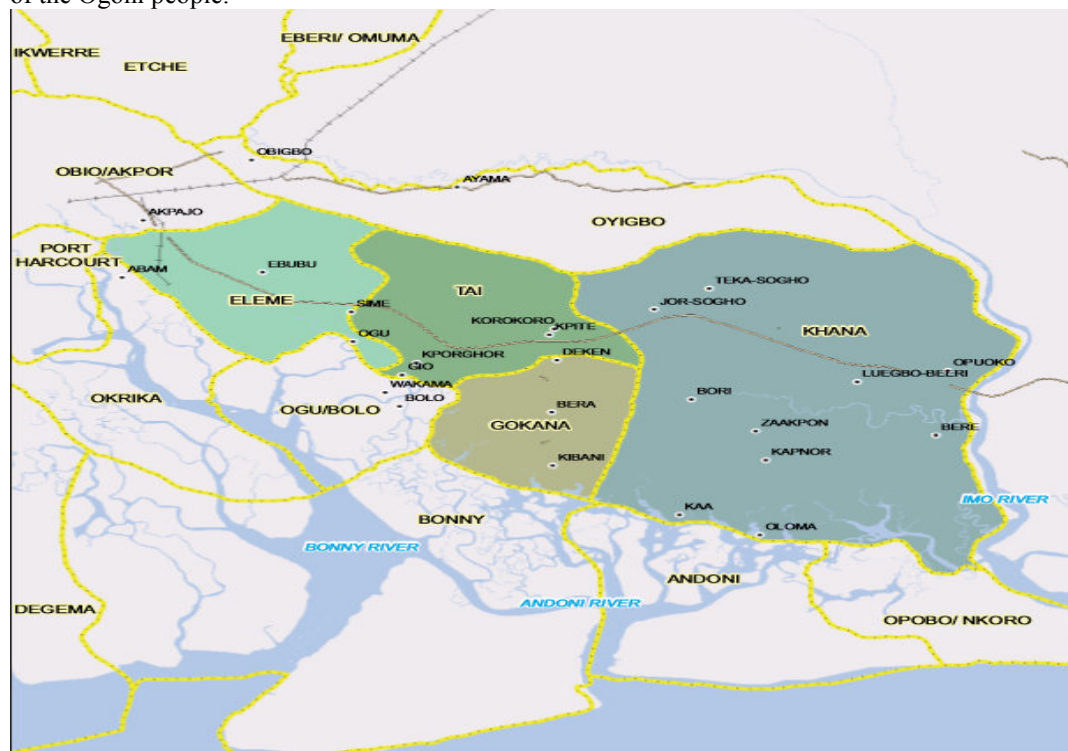 of the Ogoni people.
EBERI/ OMUMA
IKWERRE
ETCHE
OBIGBO
OBIO/AKPOR
AYAMA
AKPAJO
OYIGBO
PORT
HARCOURT
ABAM
EBUBU
TEKA-SOGHO
TAI
ELEME
JOR-SOGHO
SIME
KOROKORO
KPITE
KHANA
OGU
DEKEN
KPORGHOR
GIO
OPUOKO
LUEGBO-BEERI
WAKAMA
OKRIKA
OGU/BOLO
BOLO
BORI
BERA
GOKANA
ZAAKPON
BERE
KIBANI
KAPNOR
IMO RIVER
KAA
BONNY
OLOMA
BONNY RIVER
ANDONI
ANDONI RIVER
DEGEMA
OPOBO/ NKORO